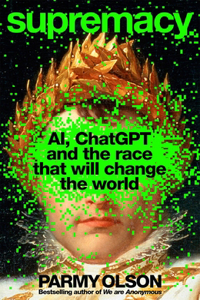 supremacy
AI, ChatGPT
and the race
that will change
the world
PARMY OLSON
Bestselling author of We are Anonymous